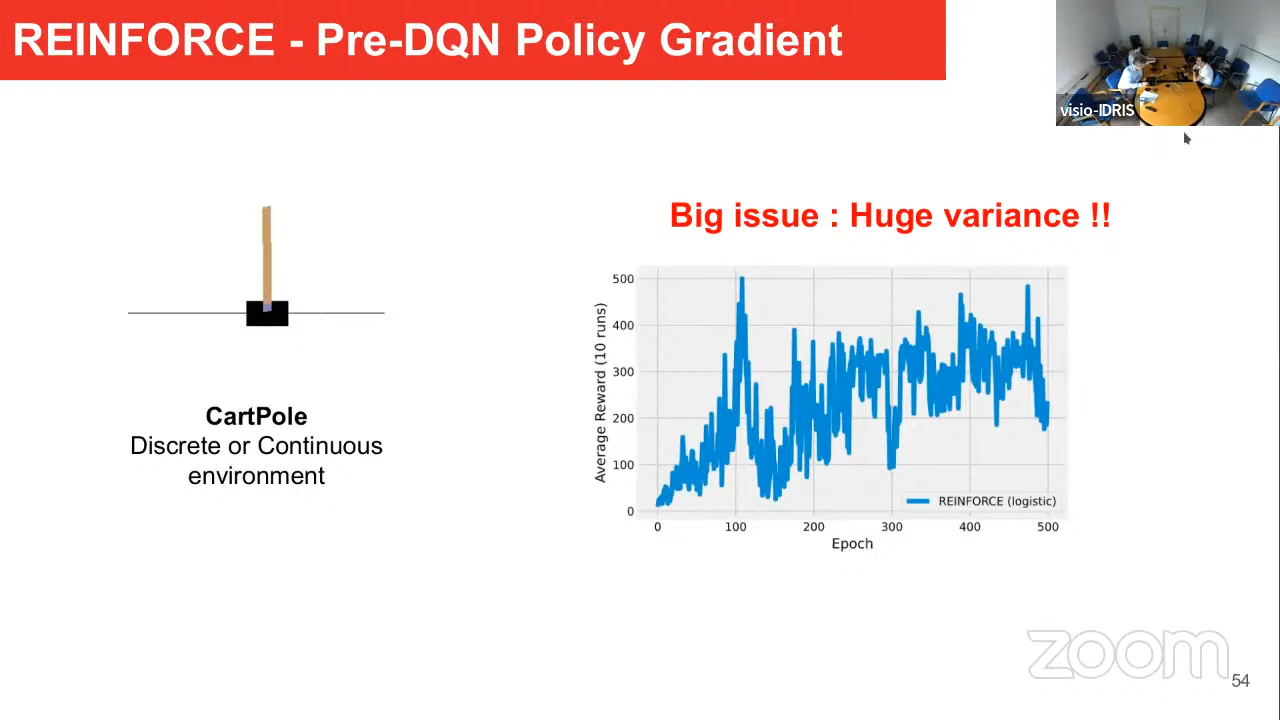 REINFORCE - Pre-DQN Policy Gradient
visio-IDRIS
Big issue : Huge variance !!
CartPole
Discrete or Continuous
environment
Average Reward (10 runs)
500
400
300
200
100
0
0 100 200 300 400 500
Epoch
REINFORCE (logistic)
zoom
54